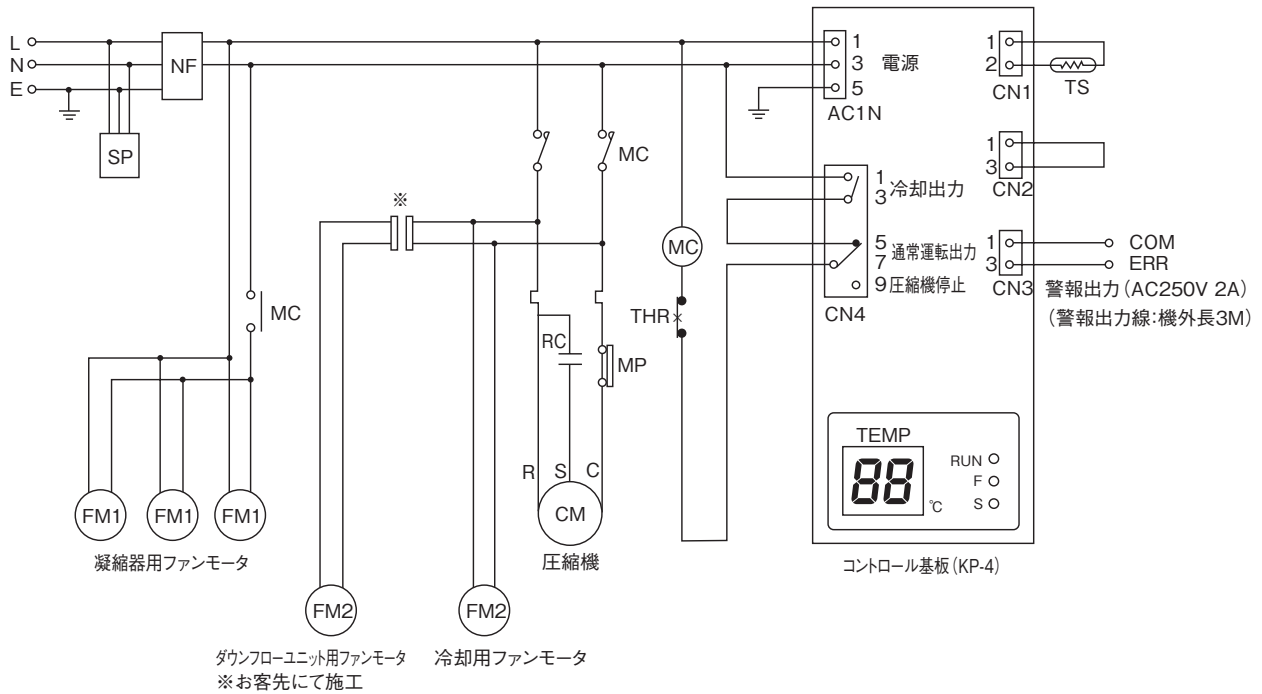 L
N
E
NF
SP
MC
FM1
FM1
FM1
凝縮器用ファンモータ
※
MC
RC
MP
R
S
C
CM
圧縮機
FM2
ダウンフローユニット用ファンモータ
※お客先にて施工
FM2
冷却用ファンモータ
MC
THR
1
3 電源
5
AC1N
1
3 冷却出力
5 通常運転出力
7
9 圧縮機停止
CN4
1
2
CN1
TS
1
3
CN2
1
3
CN3
COM
ERR
警報出力(AC250V 2A)
(警報出力線:機外長3M)
TEMP
88
℃
RUN
F
S
コントロール基板(KP-4)